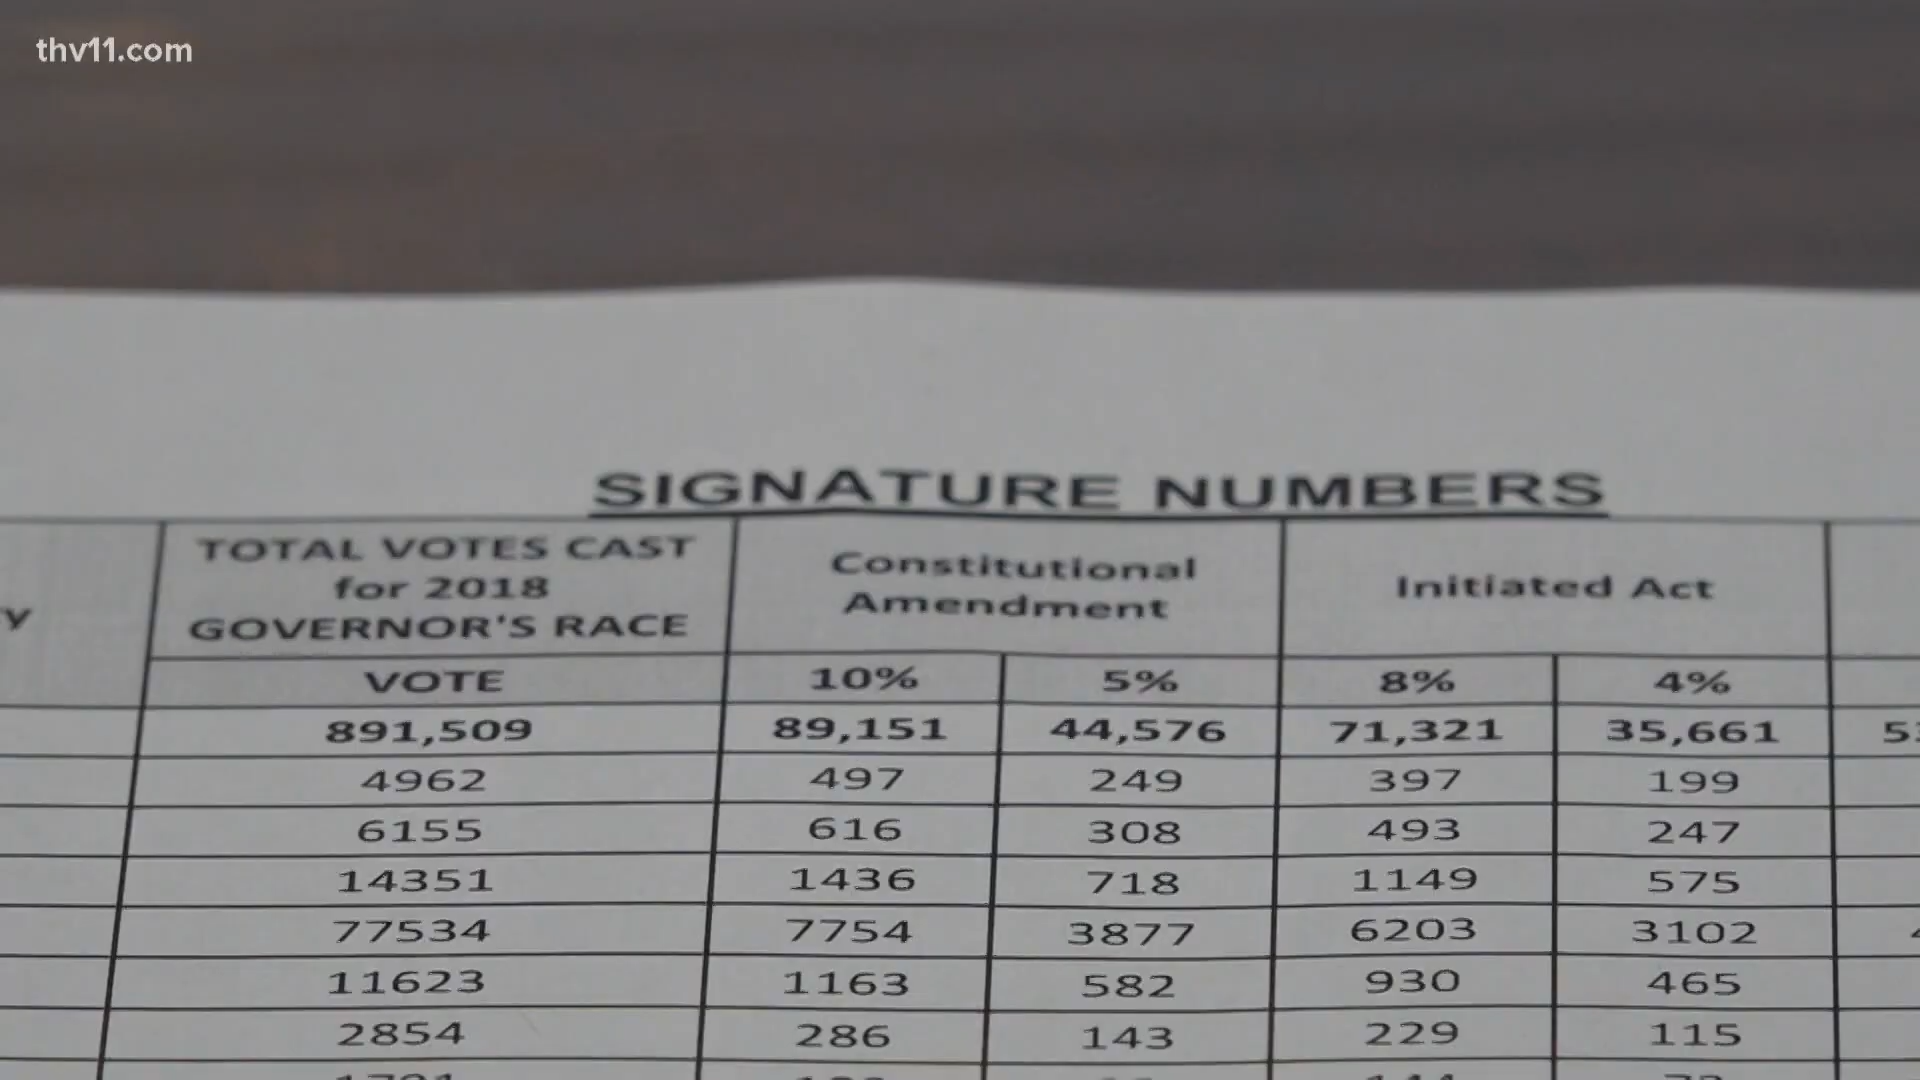 thv11.com
SIGNATURE NUMBERS
TOTAL VOTES CAST
for 2018
GOVERNOR'S RACE
Constitutional
Amendment
Initiated Act
VOTE 10% 5% 8% 4%
891,509 89,151 44,576 71,321 35,661
4962 497 249 397 199
6155 616 308 493 247
14351 1436 718 1149 575
77534 7754 3877 6203 3102
11623 1163 582 930 465
2854 286 143 229 115